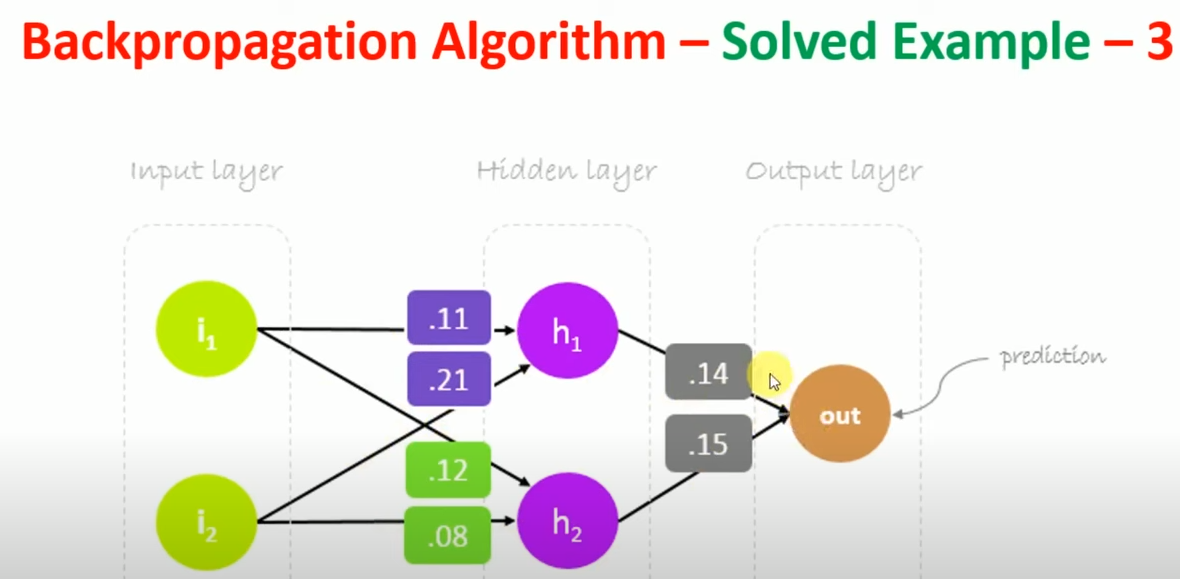 Backpropagation Algorithm – Solved Example – 3
Input layer
Hidden layer
Output layer
i₁
.11
h₁
.21
.14
prediction
out
.15
.12
i₂
.08
h₂